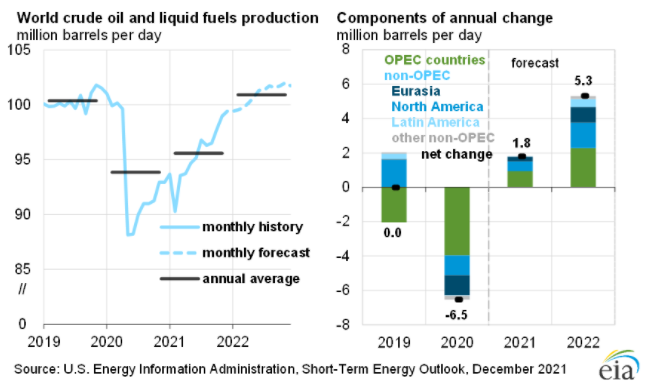 World crude oil and liquid fuels production
million barrels per day
105
100
95
90
85
//
0
2019 2020 2021 2022
monthly history
monthly forecast
annual average
Components of annual change
million barrels per day
8
6
4
2
0
-2
-4
-6
-8
2019 2020 2021 2022
OPEC countries
non-OPEC
Eurasia
North America
Latin America
other non-OPEC
net change
forecast
0.0
-6.5
1.8
5.3
Source: U.S. Energy Information Administration, Short-Term Energy Outlook, December 2021
eia